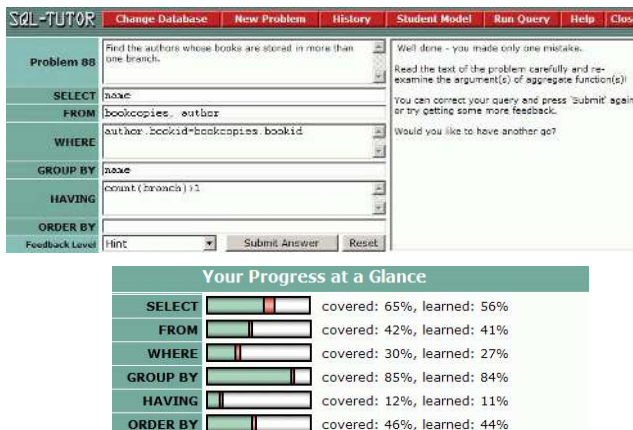 SQL-TUTOR Change Database New Problem History Student Model Run Query Help Clos
Problem 88
Find the authors whose books are stored in more than
one branch.
SELECT name
FROM bookcopies, author
WHERE author.bookid=bookcopies.bookid
GROUP BY name
HAVING count(branch)>1
ORDER BY
Feedback Level Hint Submit Answer Reset
Well done - you made only one mistake.
Read the text of the problem carefully and re-
examine the argument(s) of aggregate function(s)!
You can correct your query and press 'Submit' again
or try getting some more feedback.
Would you like to have another go?
Your Progress at a Glance
SELECT covered: 65%, learned: 56%
FROM covered: 42%, learned: 41%
WHERE covered: 30%, learned: 27%
GROUP BY covered: 85%, learned: 84%
HAVING covered: 12%, learned: 11%
ORDER BY covered: 46%, learned: 44%